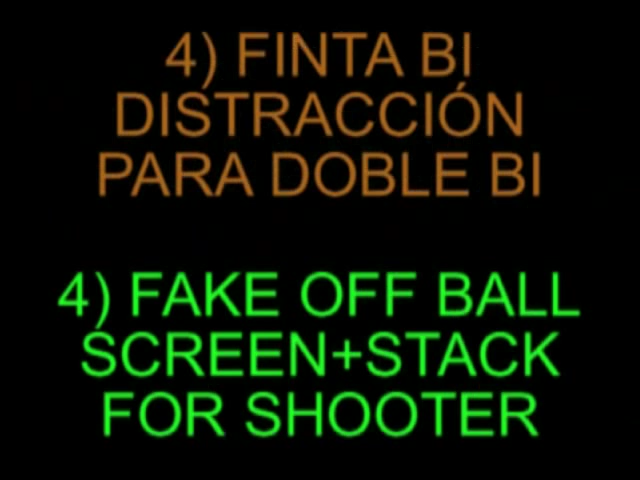 4) FINTA BI
DISTRACCIÓN
PARA DOBLE BI
4) FAKE OFF BALL
SCREEN+STACK
FOR SHOOTER